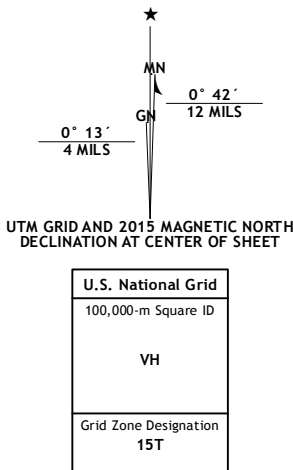 MN
0° 42´
12 MILS
GN
0° 13´
4 MILS
UTM GRID AND 2015 MAGNETIC NORTH
DECLINATION AT CENTER OF SHEET
U.S. National Grid
100,000-m Square ID
VH
Grid Zone Designation
15T